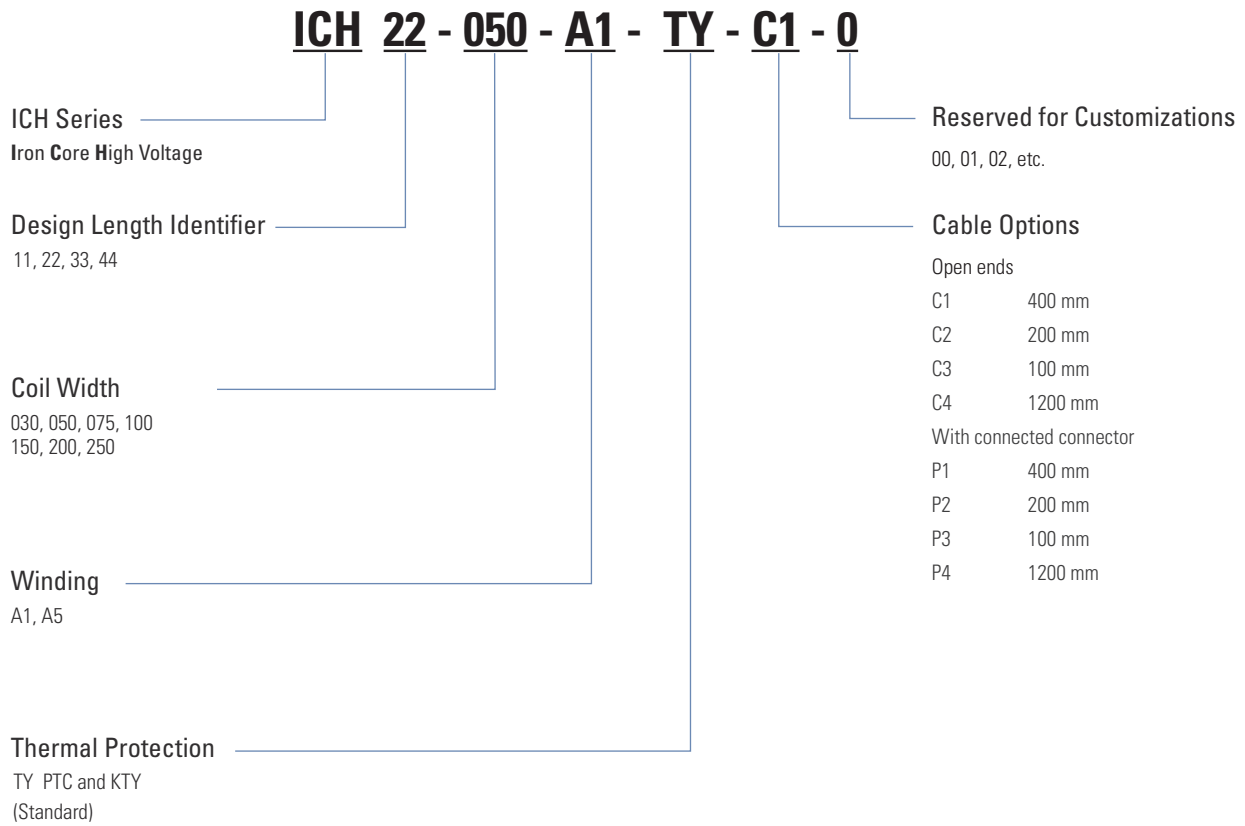 ICH 22 - 050 - A1 - TY - C1 - 0
ICH Series
Iron Core High Voltage
Design Length Identifier
11, 22, 33, 44
Coil Width
030, 050, 075, 100
150, 200, 250
Winding
A1, A5
Thermal Protection
TY PTC and KTY
(Standard)
Reserved for Customizations
00, 01, 02, etc.
Cable Options
Open ends
C1 400 mm
C2 200 mm
C3 100 mm
C4 1200 mm
With connected connector
P1 400 mm
P2 200 mm
P3 100 mm
P4 1200 mm